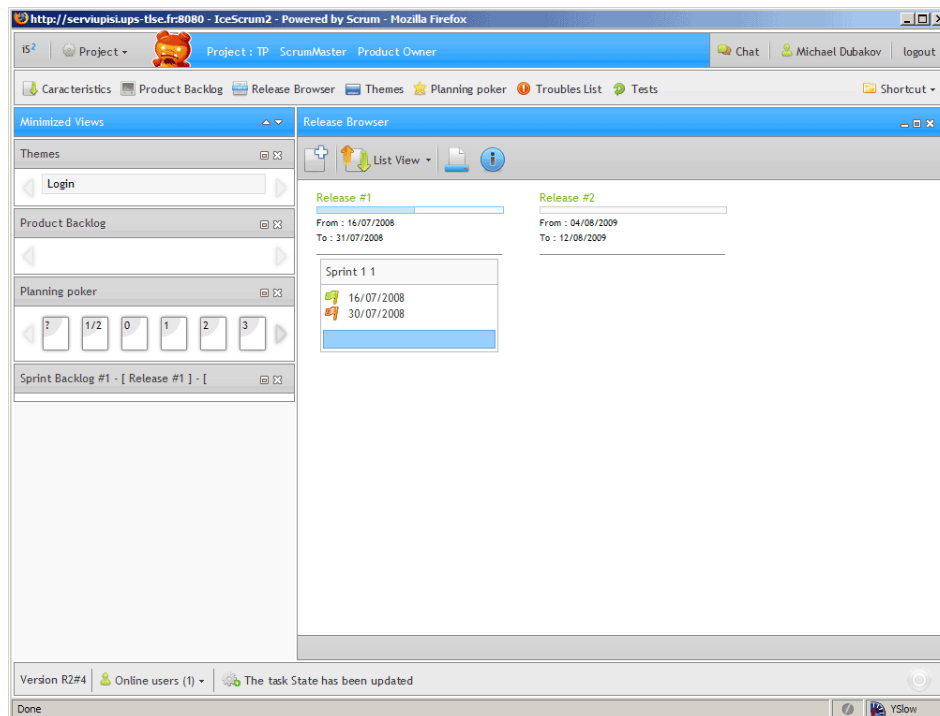 http://serviupisi.ups-tlse.fr:8080 - IceScrum2 - Powered by Scrum - Mozilla Firefox
iS2 Project Project : TP ScrumMaster Product Owner Chat Michael Dubakov logout
Caracteristics Product Backlog Release Browser Themes Planning poker Troubles List Tests Shortcut
Minimized Views
Themes
Login
Product Backlog
Planning poker
? 1/2 0 1 2 3
Sprint Backlog #1 - [ Release #1 ] - [
Release Browser
List View
Release #1
From : 16/07/2008
To : 31/07/2008
Sprint 1 1
16/07/2008
30/07/2008
Release #2
From : 04/08/2009
To : 12/08/2009
Version R2#4 Online users (1) The task State has been updated
Done YSlow